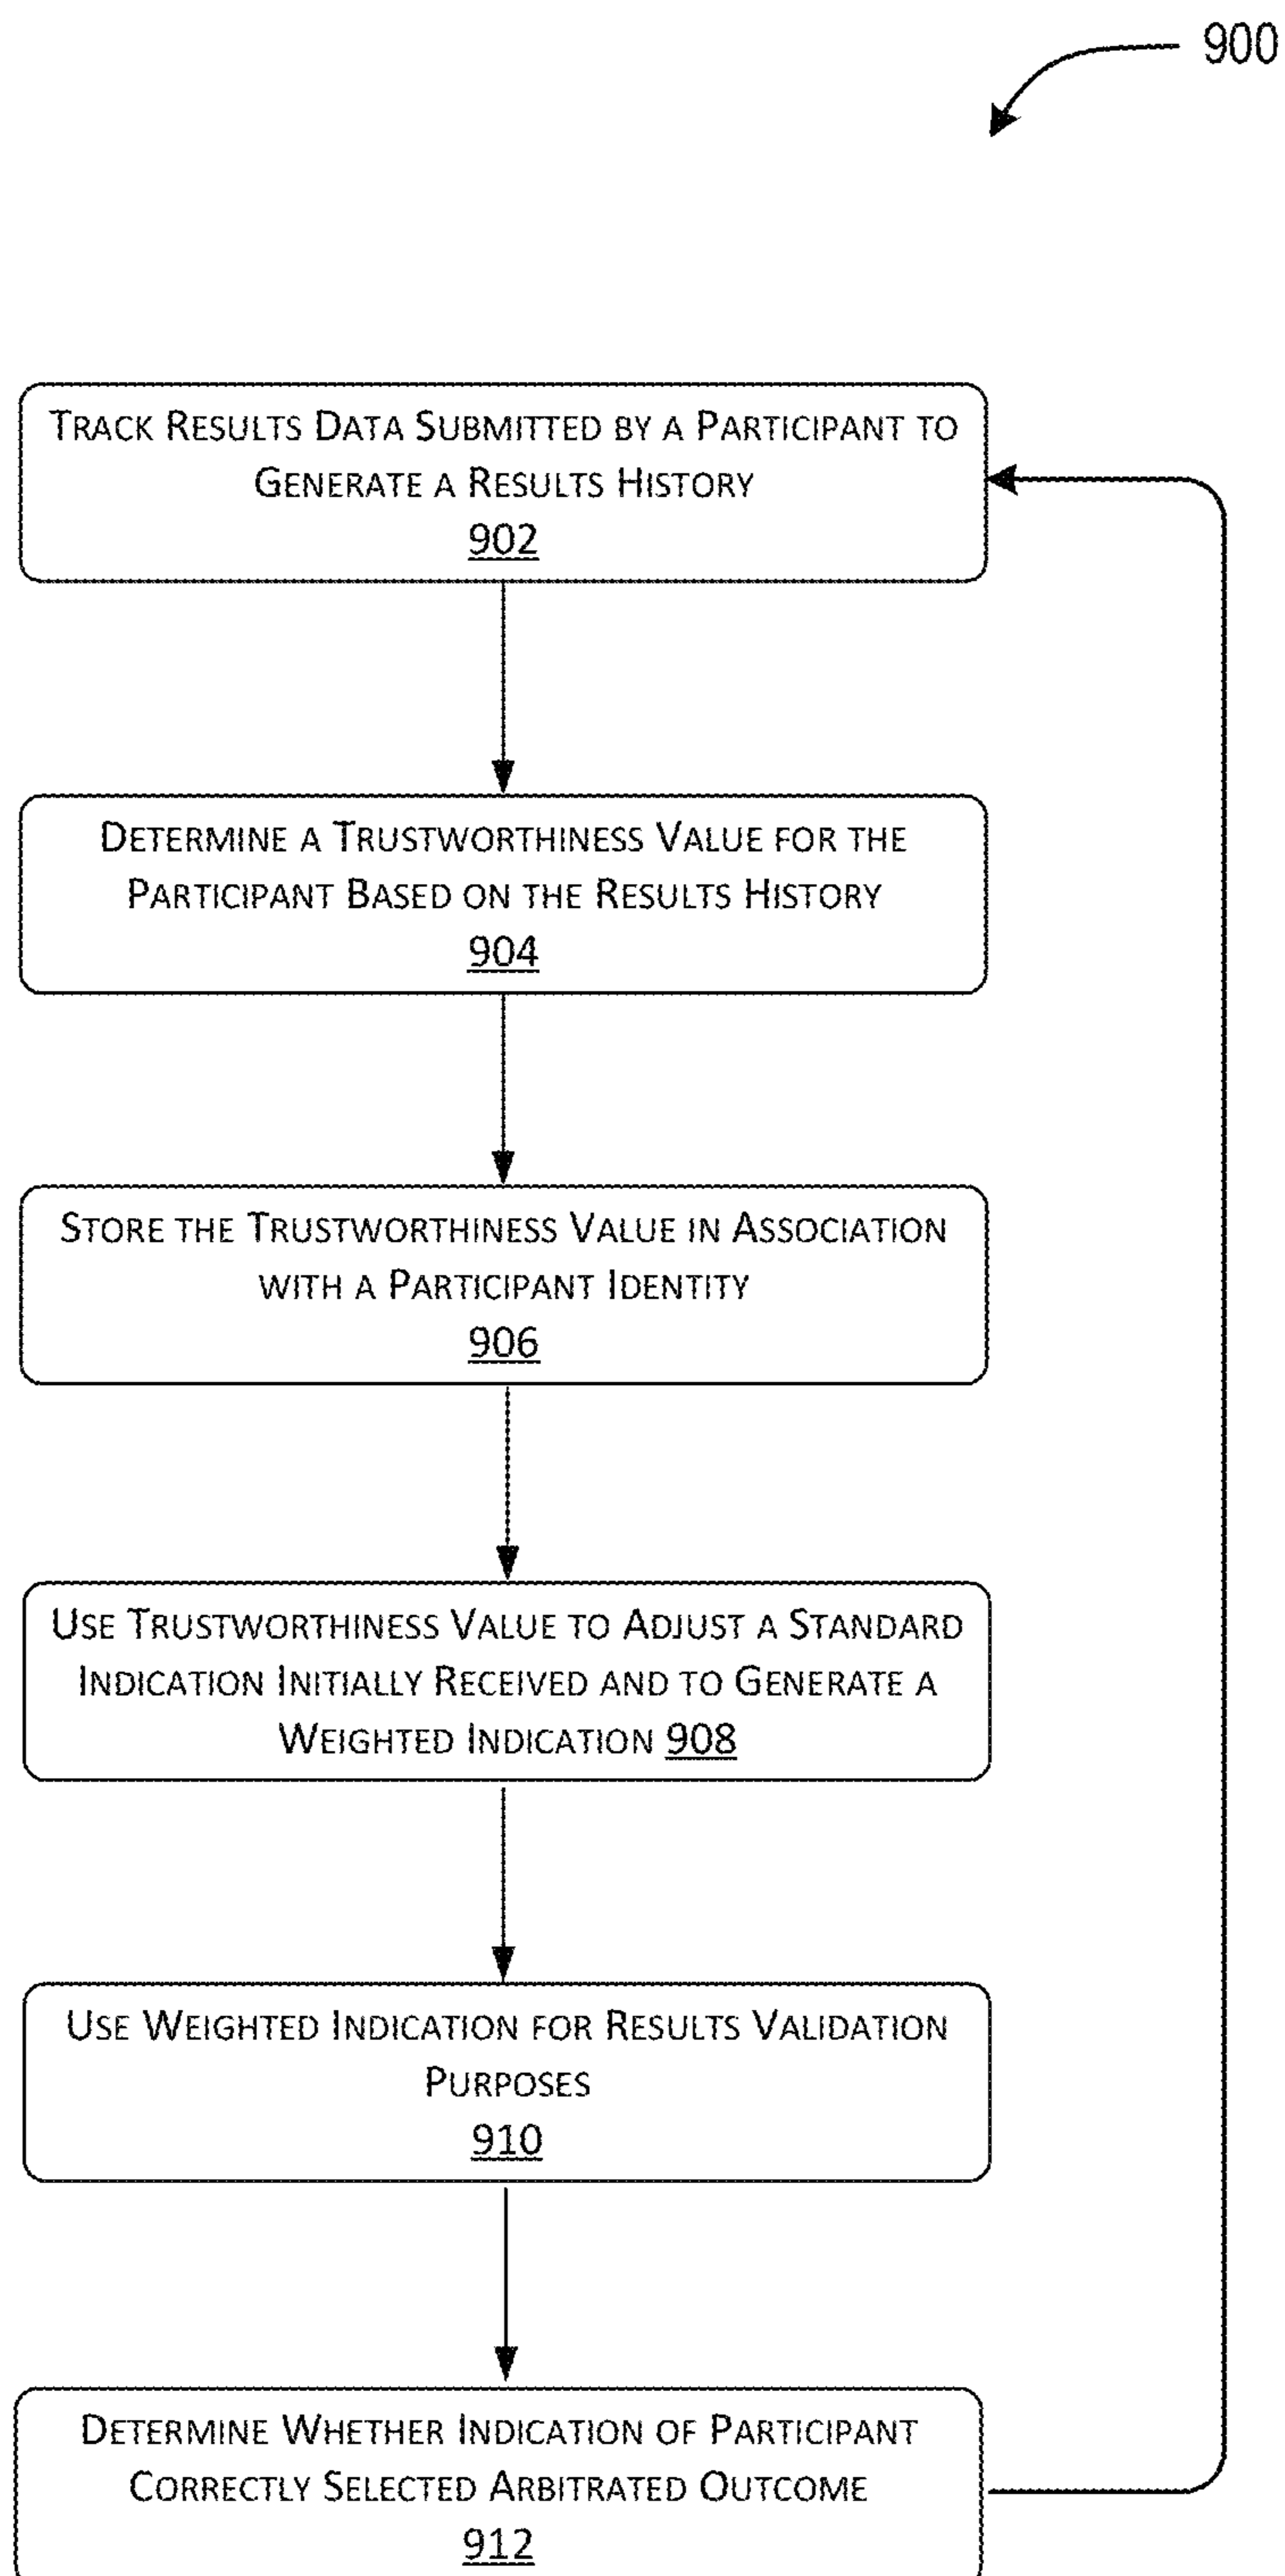 900
Track Results Data Submitted by a Participant to
Generate a Results History
902
Determine a Trustworthiness Value for the
Participant Based on the Results History
904
Store the Trustworthiness Value in Association
with a Participant Identity
906
Use Trustworthiness Value to Adjust a Standard
Indication Initially Received and to Generate a
Weighted Indication 908
Use Weighted Indication for Results Validation
Purposes
910
Determine Whether Indication of Participant
Correctly Selected Arbitrated Outcome
912